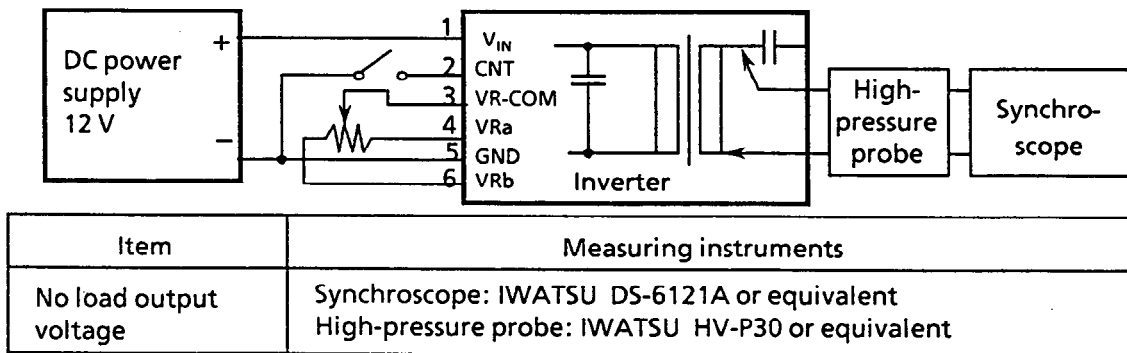 DC power
supply
12 V
+
−
1
2
3
4
5
6
VIN
CNT
VR-COM
VRa
GND
VRb
Inverter
High-
pressure
probe
Synchro-
scope
Item
Measuring instruments
No load output
voltage
Synchroscope: IWATSU DS-6121A or equivalent
High-pressure probe: IWATSU HV-P30 or equivalent